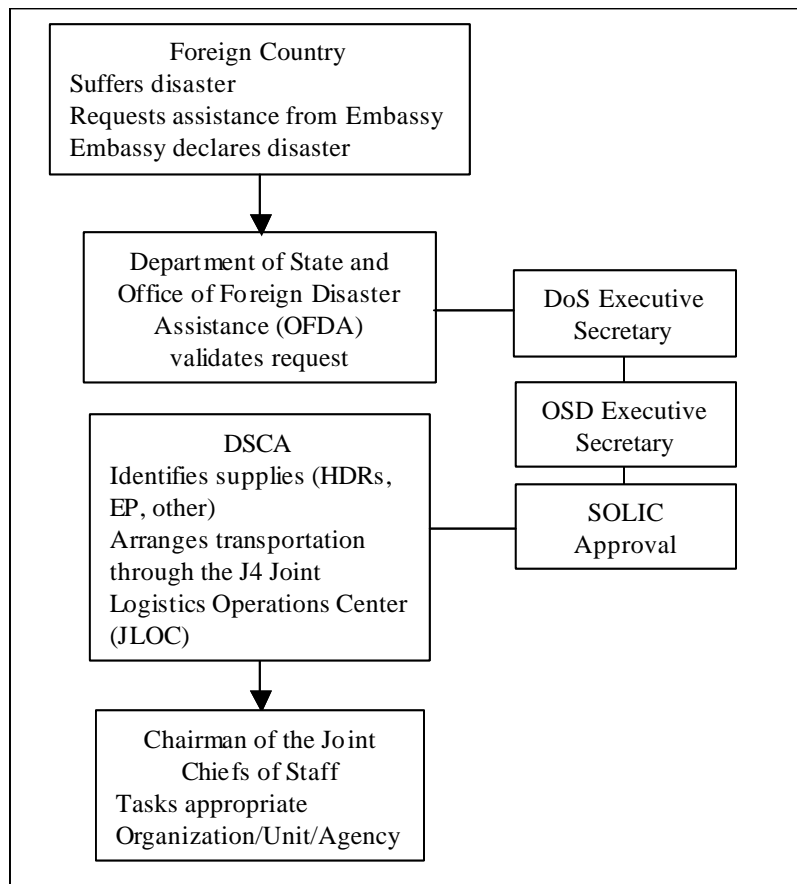 Foreign Country
Suffers disaster
Requests assistance from Embassy
Embassy declares disaster
Department of State and
Office of Foreign Disaster
Assistance (OFDA)
validates request
DoS Executive
Secretary
OSD Executive
Secretary
SOLIC
Approval
DSCA
Identifies supplies (HDRs,
EP, other)
Arranges transportation
through the J4 Joint
Logistics Operations Center
(JLOC)
Chairman of the Joint
Chiefs of Staff
Tasks appropriate
Organization/Unit/Agency